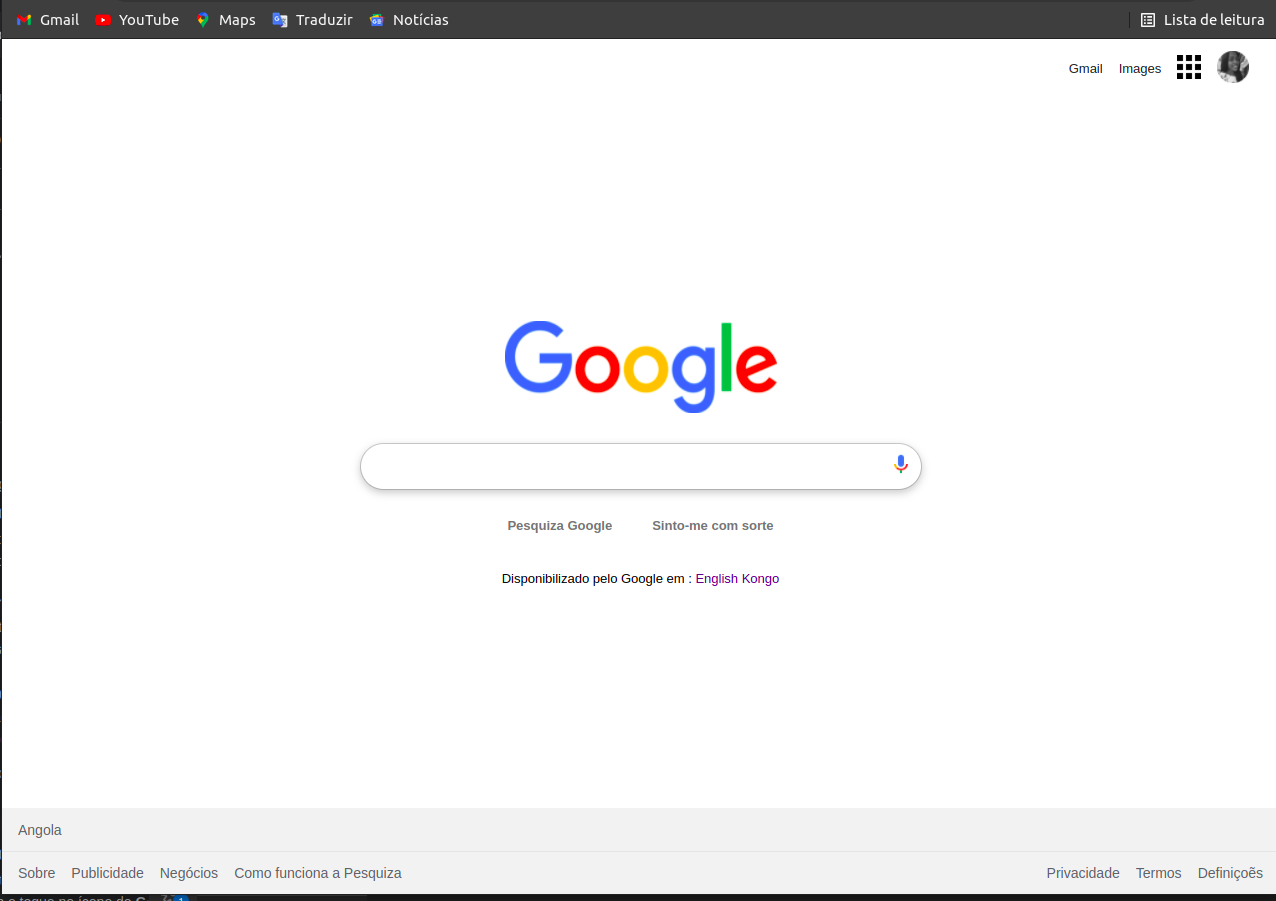 Gmail YouTube Maps Traduzir Notícias Lista de leitura
Gmail Images
Google
Pesquiza Google Sinto-me com sorte
Disponibilizado pelo Google em : English Kongo
Angola
Sobre Publicidade Negócios Como funciona a Pesquiza Privacidade Termos Definiçoẽs